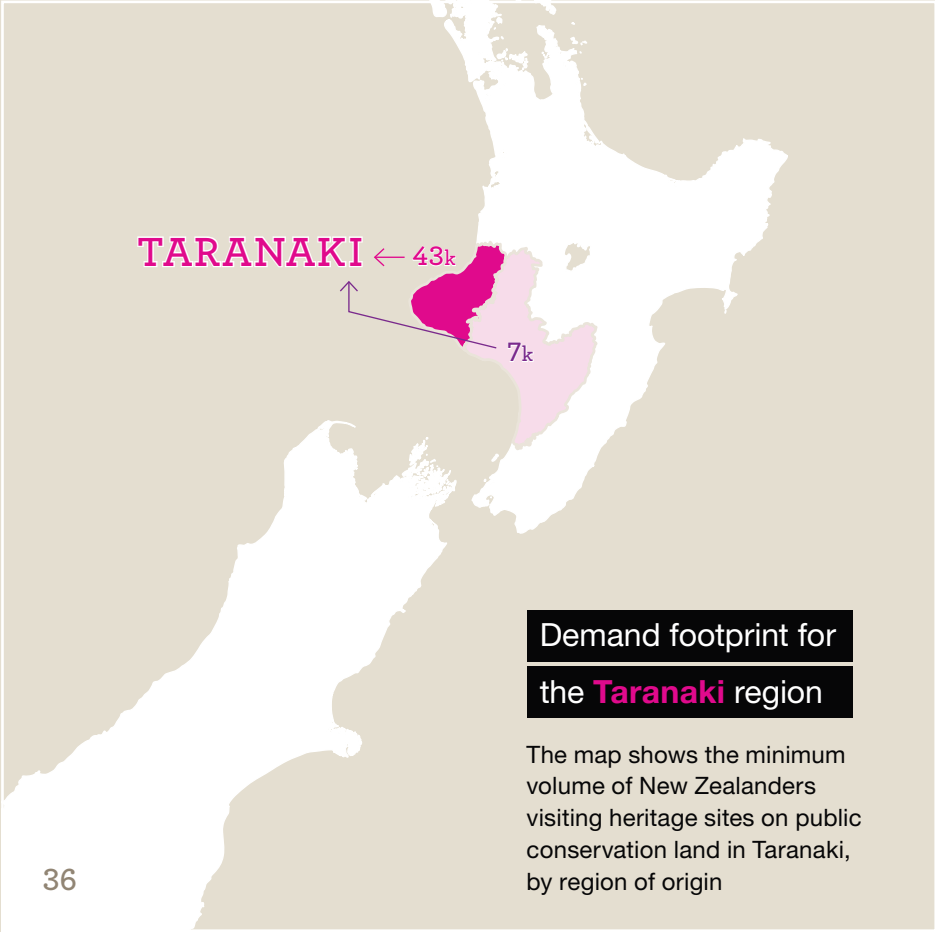 TARANAKI
43k
7k
Demand footprint for
the Taranaki region
The map shows the minimum
volume of New Zealanders
visiting heritage sites on public
conservation land in Taranaki,
by region of origin
36